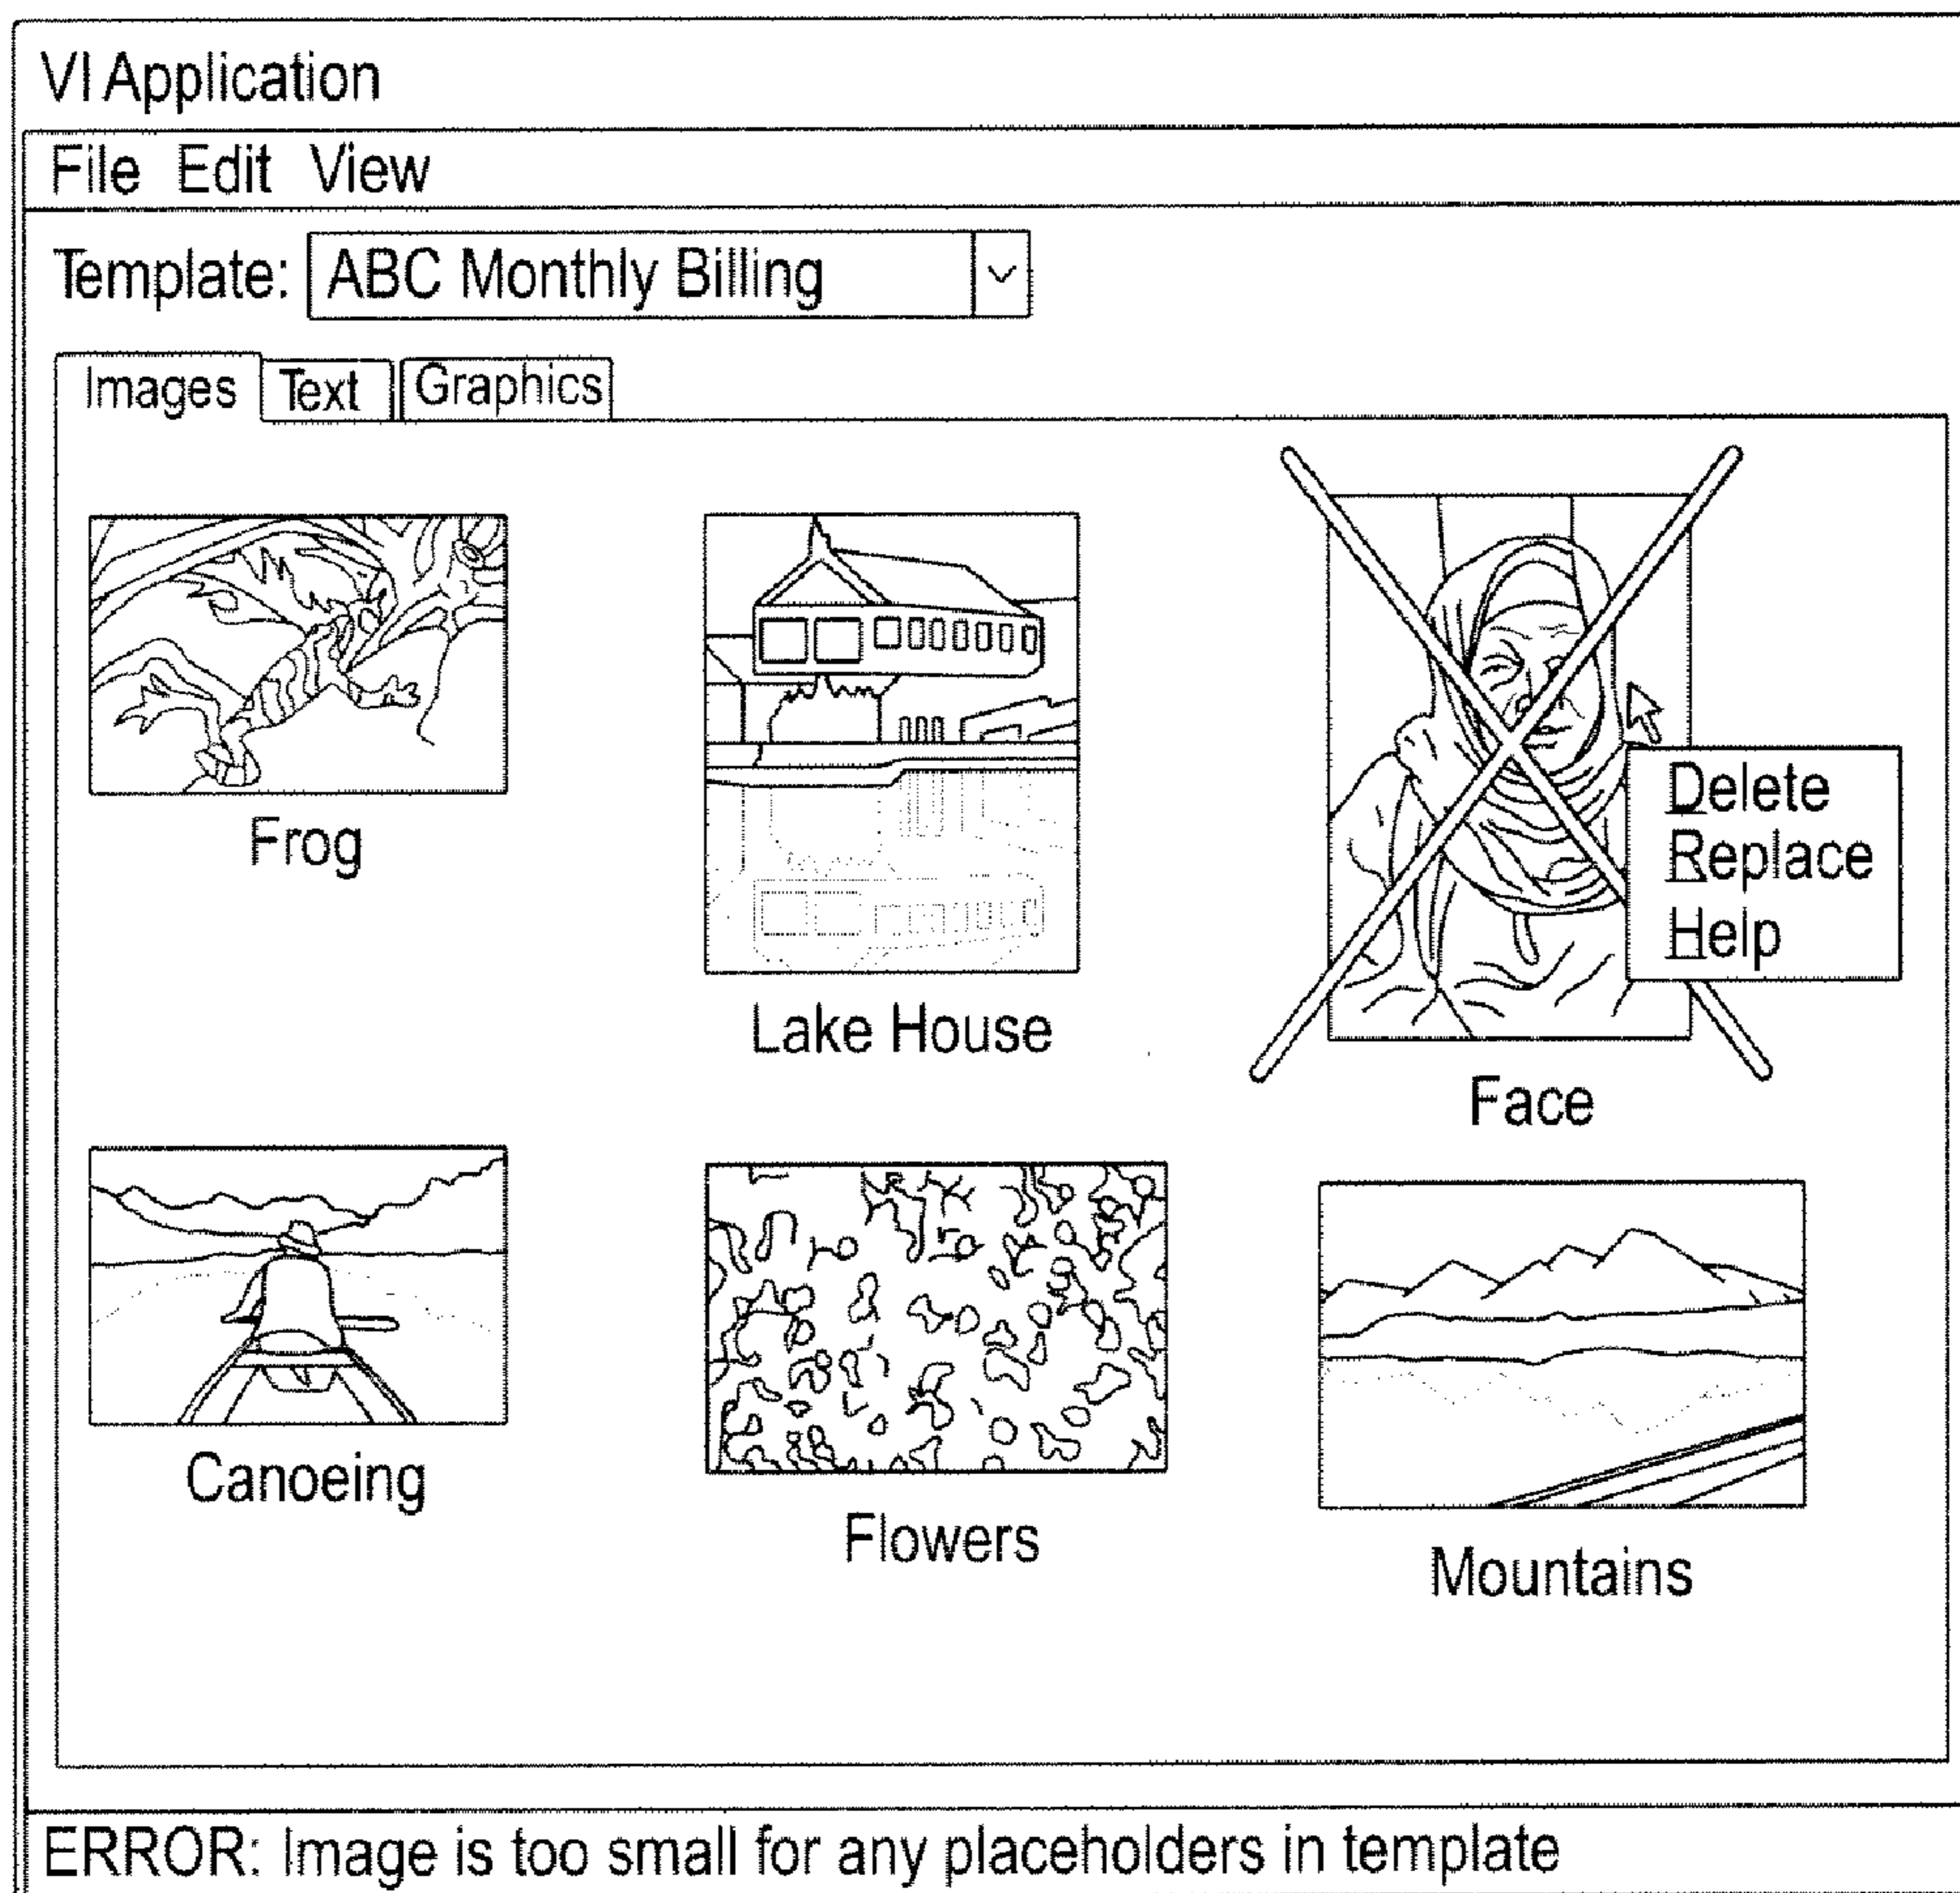 VI Application
File Edit View
Template: ABC Monthly Billing
Images Text Graphics
Delete
Replace
Help
Frog
Lake House
Face
Canoeing
Flowers
Mountains
ERROR: Image is too small for any placeholders in template